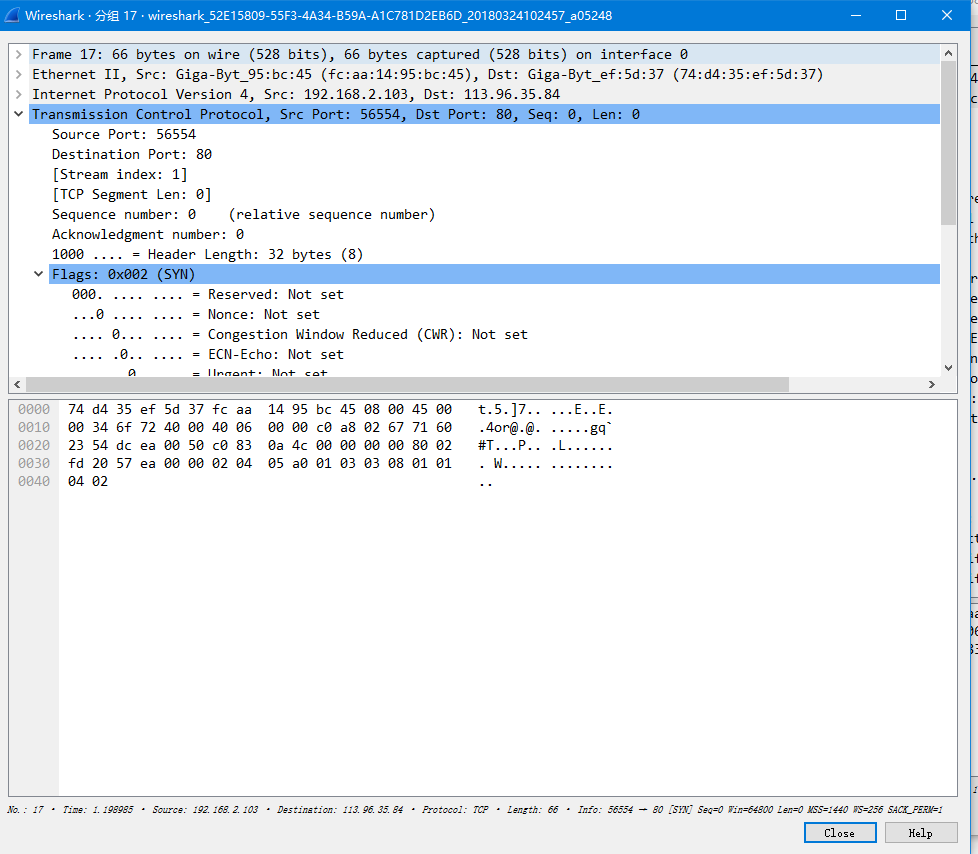 Wireshark · 分组 17 · wireshark_52E15809-55F3-4A34-B59A-A1C781D2EB6D_20180324102457_a05248
Frame 17: 66 bytes on wire (528 bits), 66 bytes captured (528 bits) on interface 0
Ethernet II, Src: Giga-Byt_95:bc:45 (fc:aa:14:95:bc:45), Dst: Giga-Byt_ef:5d:37 (74:d4:35:ef:5d:37)
Internet Protocol Version 4, Src: 192.168.2.103, Dst: 113.96.35.84
Transmission Control Protocol, Src Port: 56554, Dst Port: 80, Seq: 0, Len: 0
Source Port: 56554
Destination Port: 80
[Stream index: 1]
[TCP Segment Len: 0]
Sequence number: 0    (relative sequence number)
Acknowledgment number: 0
1000 .... = Header Length: 32 bytes (8)
Flags: 0x002 (SYN)
000. .... .... = Reserved: Not set
...0 .... .... = Nonce: Not set
.... 0... .... = Congestion Window Reduced (CWR): Not set
.... .0.. .... = ECN-Echo: Not set
.... ..0. .... = Urgent: Not set
0000  74 d4 35 ef 5d 37 fc aa  14 95 bc 45 08 00 45 00   t.5.]7.. ...E..E.
0010  00 34 6f 72 40 00 40 06  00 00 c0 a8 02 67 71 60   .4or@.@. .....gq`
0020  23 54 dc ea 00 50 c0 83  0a 4c 00 00 00 00 80 02   #T...P.. .L......
0030  fd 20 57 ea 00 00 02 04  05 a0 01 03 03 08 01 01   . W..... ........
0040  04 02   ..
No.: 17 · Time: 1.198985 · Source: 192.168.2.103 · Destination: 113.96.35.84 · Protocol: TCP · Length: 66 · Info: 56554 → 80 [SYN] Seq=0 Win=64800 Len=0 MSS=1440 WS=256 SACK_PERM=1
Close
Help